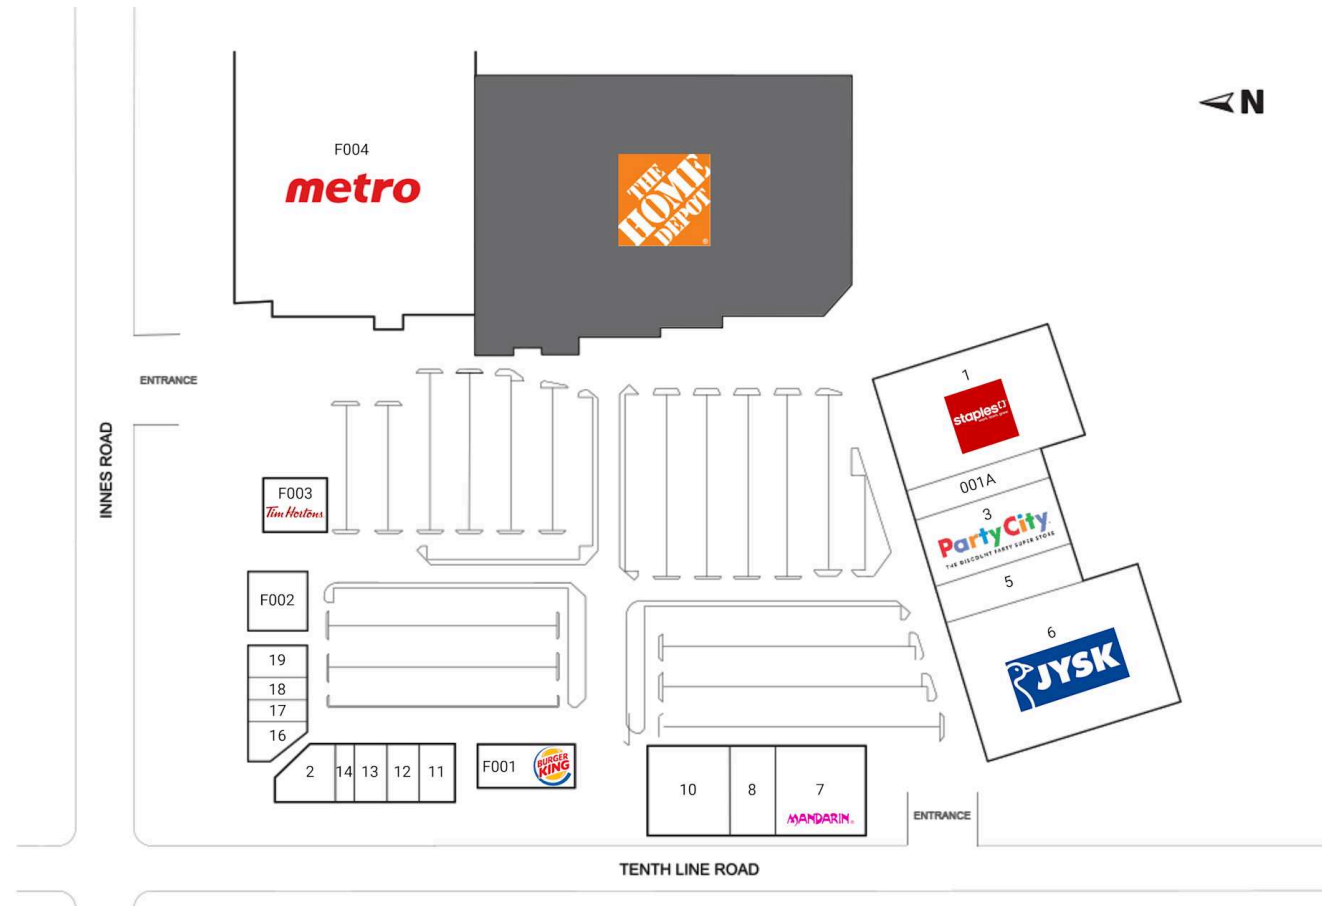 N
F004
metro
THE
HOME
DEPOT
ENTRANCE
INNES ROAD
F003
Tim Hortons
F002
19
18
17
16
2
14
13
12
11
F001
BURGER
KING
10
8
7
MANDARIN
1
staples
001A
3
Party City
THE DISCOUNT PARTY SUPER STORE
5
6
JYSK
ENTRANCE
TENTH LINE ROAD